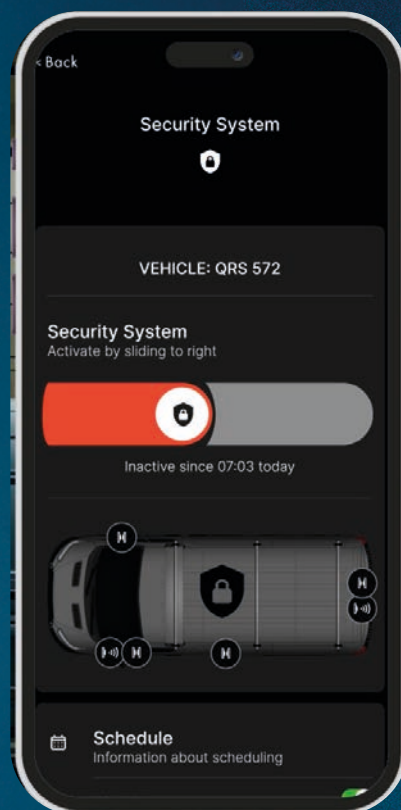 < Back
Security System
VEHICLE: QRS 572
Security System
Activate by sliding to right
Inactive since 07:03 today
Schedule
Information about scheduling